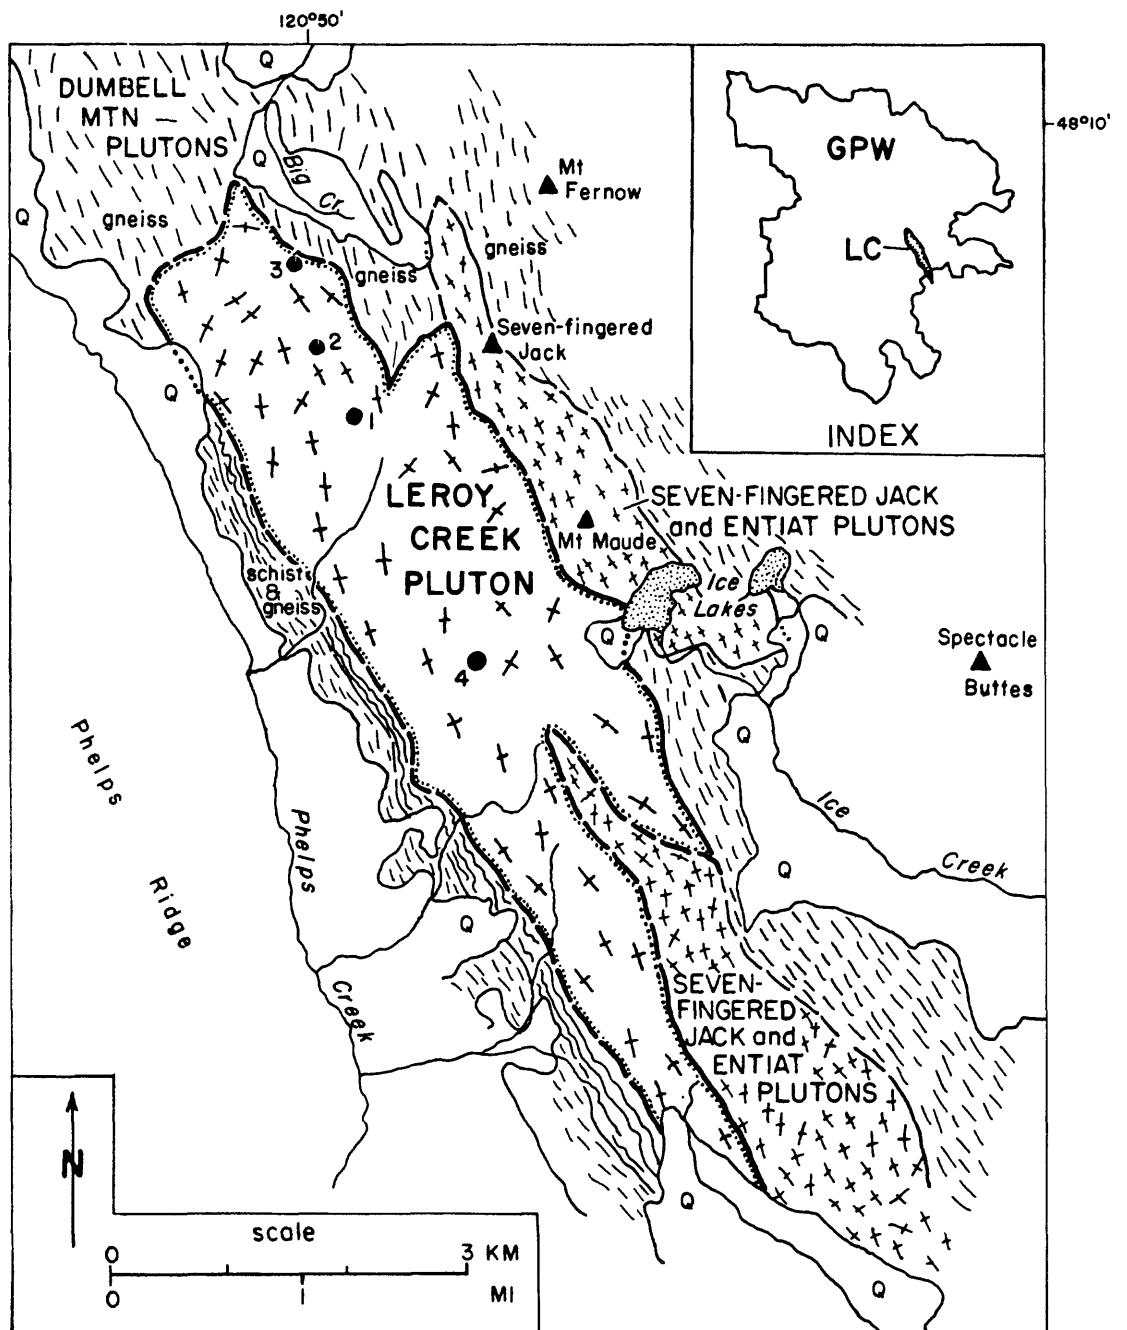 120°50'
48°10'
DUMBELL
MTN –
PLUTONS
Q
Q
Big
Cr.
Q
Mt
Fernow
gneiss
gneiss
gneiss
3
2
1
Seven-fingered
Jack
Q
GPW
LC
INDEX
LEROY
CREEK
PLUTON
SEVEN-FINGERED JACK
and ENTIAT PLUTONS
Mt Maude
schist
&
gneiss
Ice
Lakes
Q
Q
Spectacle
Buttes
4
Q
Phelps
Ridge
Phelps
Creek
Ice
Creek
Q
Q
SEVEN-
FINGERED
JACK and
ENTIAT
PLUTONS
Q
Q
N
scale
0 3 KM
0 1 MI